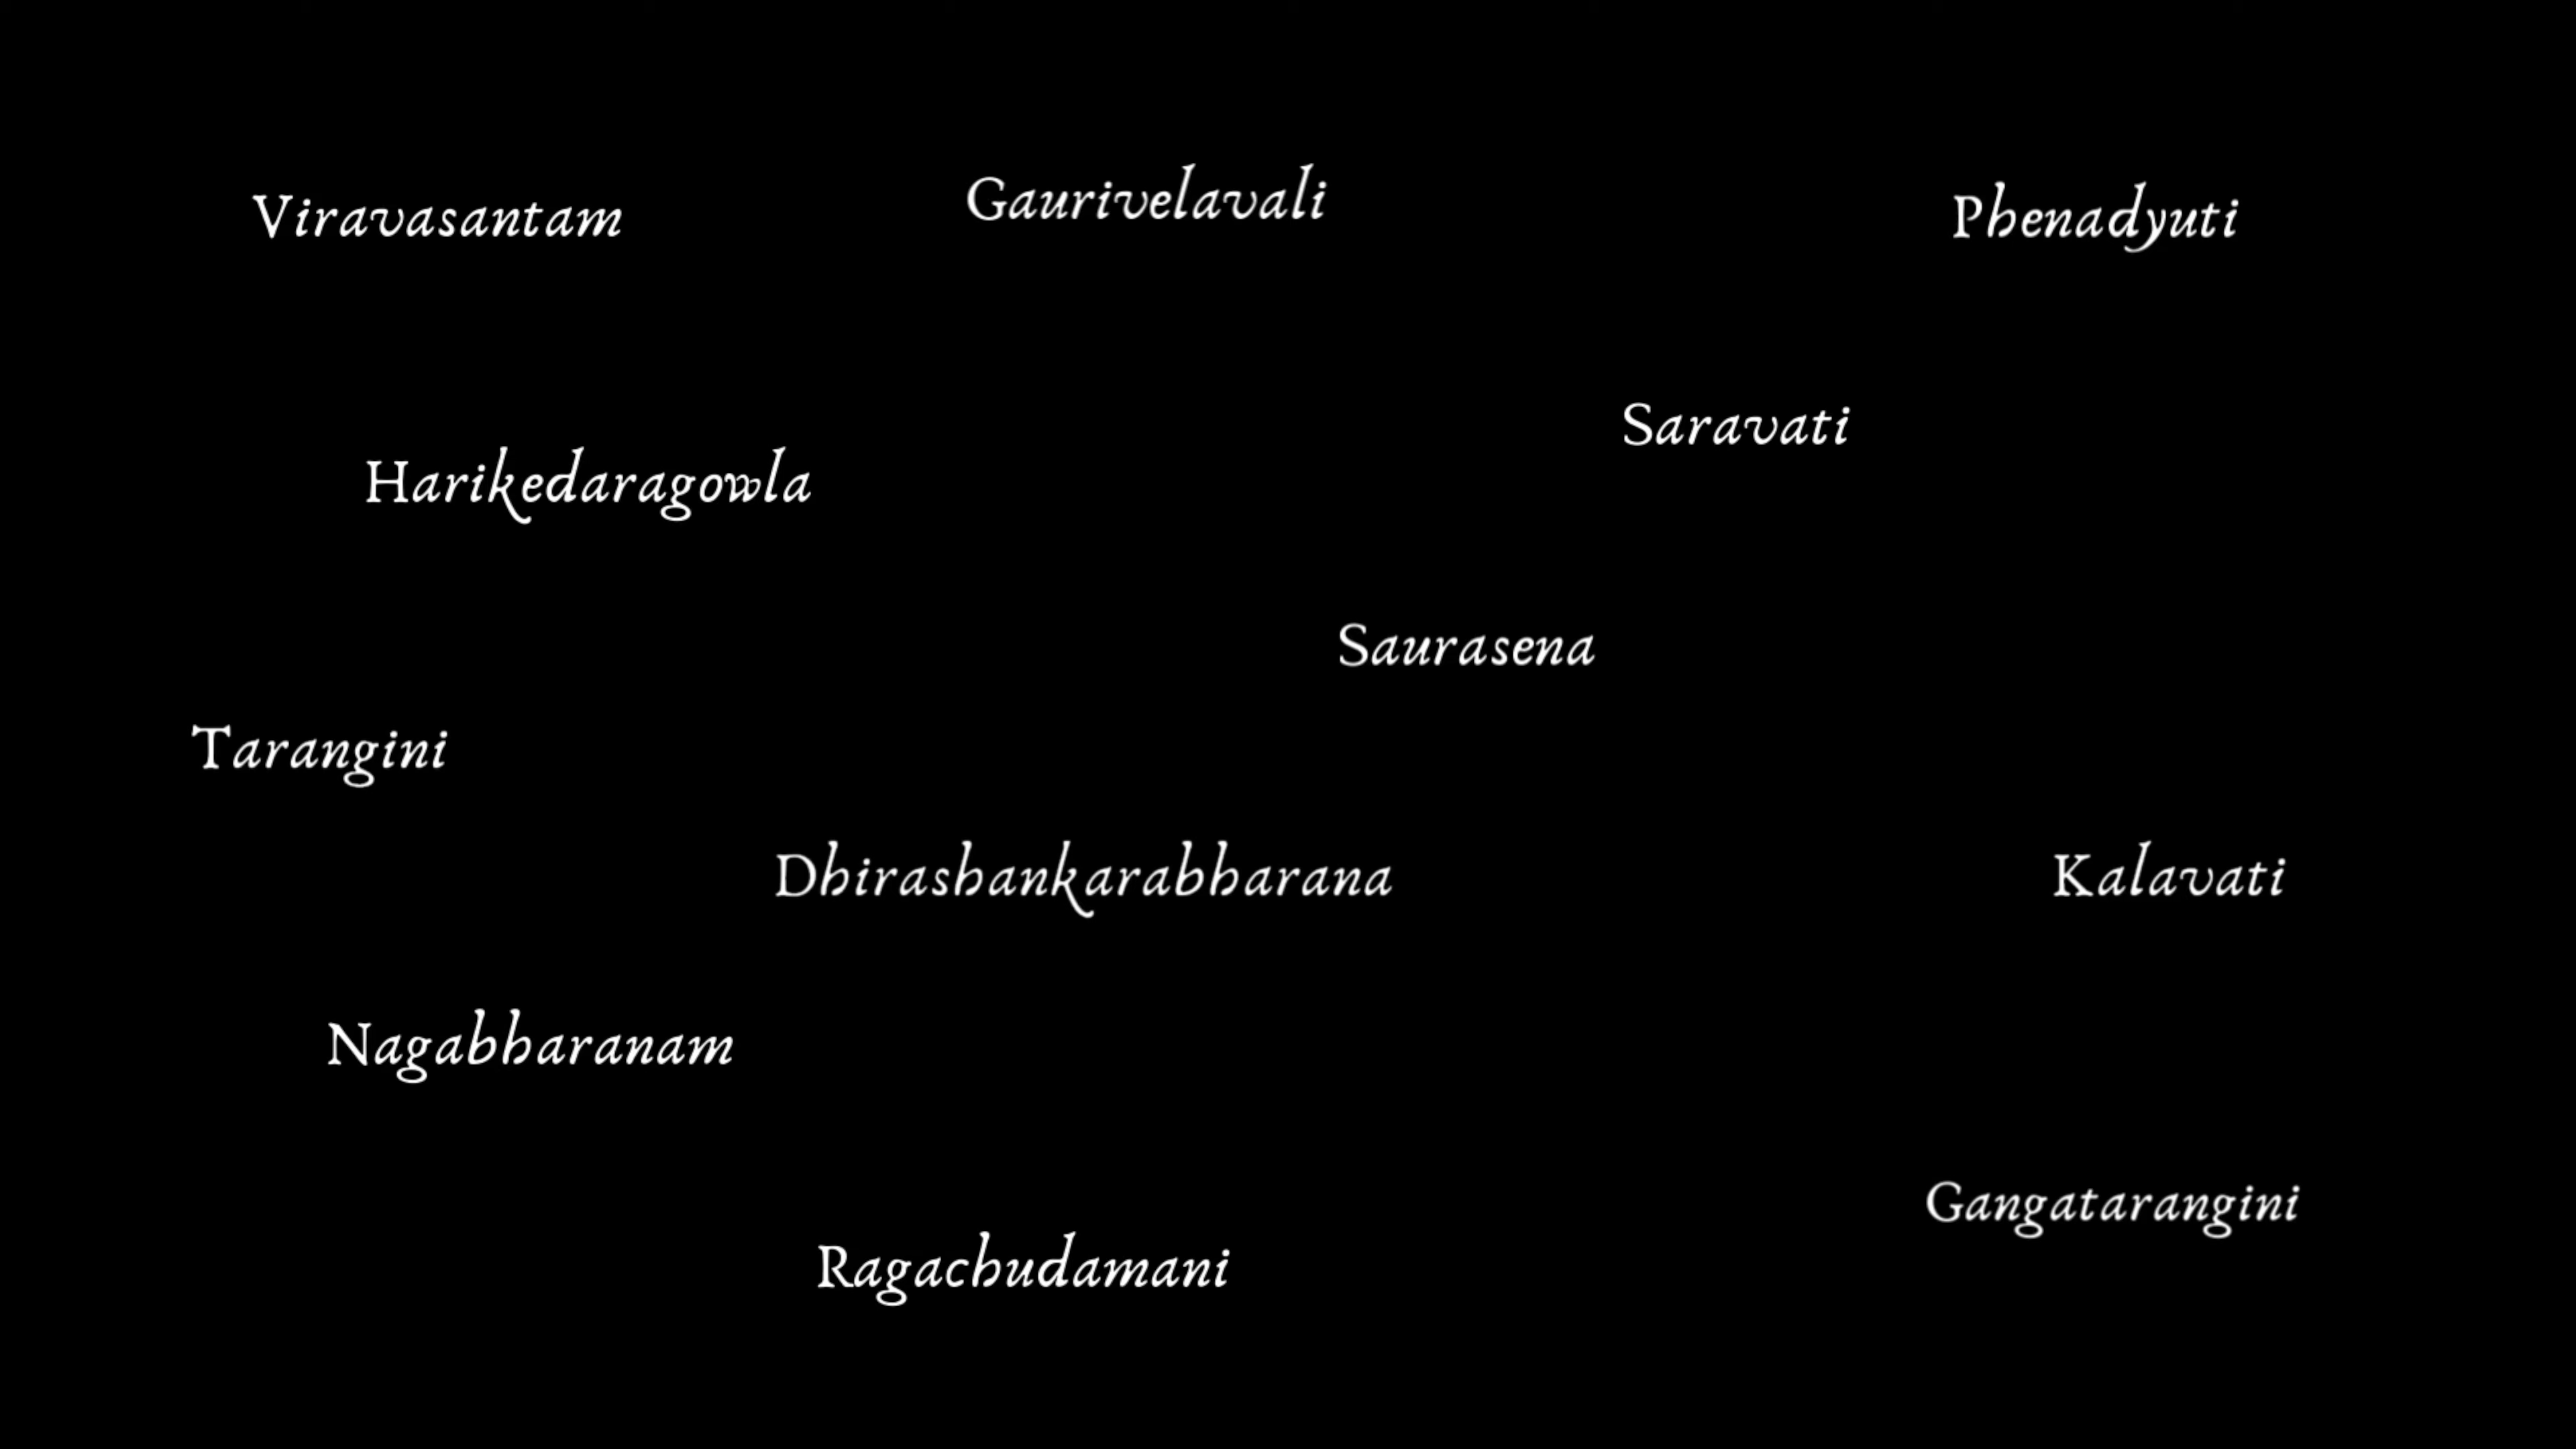 Viravasantam
Gaurivelavali
Phenadyuti
Saravati
Harikedaragowla
Saurasena
Tarangini
Dhirashankarabharana
Kalavati
Nagabharanam
Gangatarangini
Ragachudamani